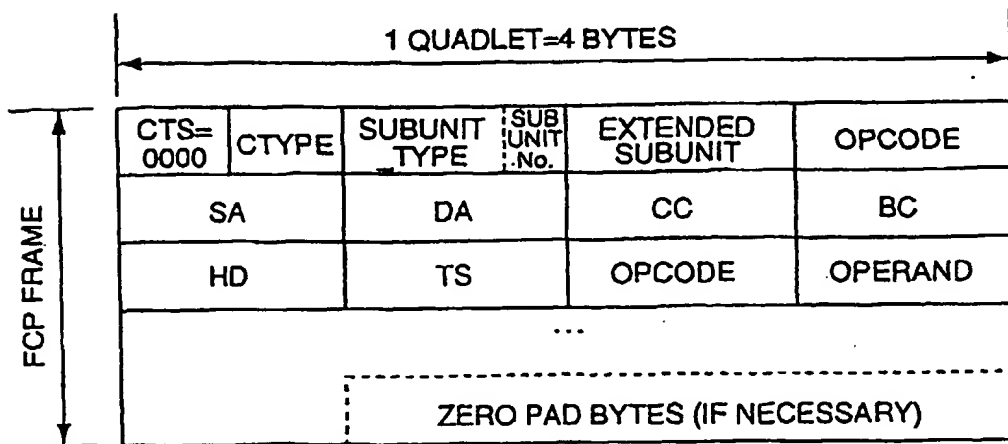 1 QUADLET=4 BYTES
FCP FRAME
CTS=
0000
CTYPE
SUBUNIT
TYPE
SUB
UNIT
No.
EXTENDED
SUBUNIT
OPCODE
SA
DA
CC
BC
HD
TS
OPCODE
OPERAND
...
ZERO PAD BYTES (IF NECESSARY)